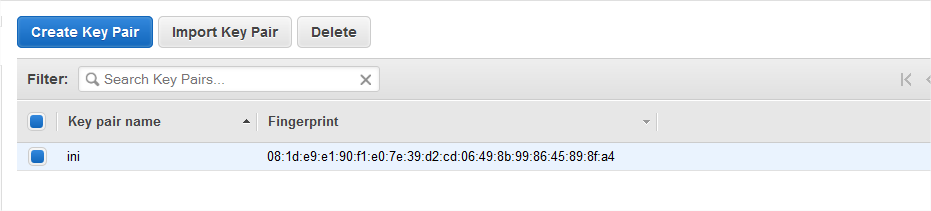 Create Key Pair Import Key Pair Delete
Filter: Search Key Pairs...
Key pair name Fingerprint
ini 08:1d:e9:e1:90:f1:e0:7e:39:d2:cd:06:49:8b:99:86:45:89:8f:a4